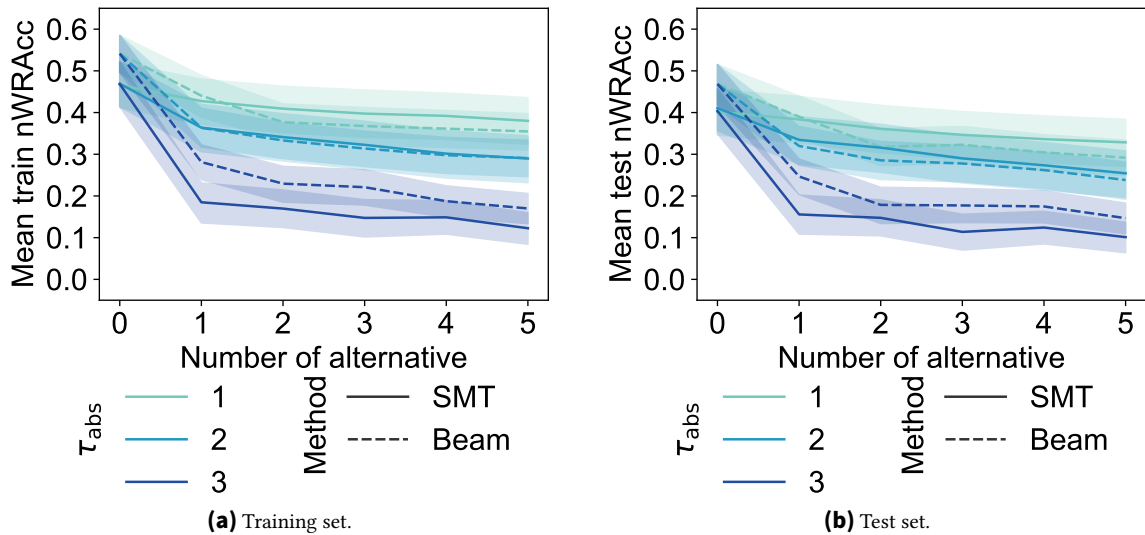 Mean train nWRAcc
0.6
0.5
0.4
0.3
0.2
0.1
0.0
0 1 2 3 4 5
Number of alternative
τabs
1
2
3
Method
SMT
Beam
(a) Training set.
Mean test nWRAcc
0.6
0.5
0.4
0.3
0.2
0.1
0.0
0 1 2 3 4 5
Number of alternative
τabs
1
2
3
Method
SMT
Beam
(b) Test set.